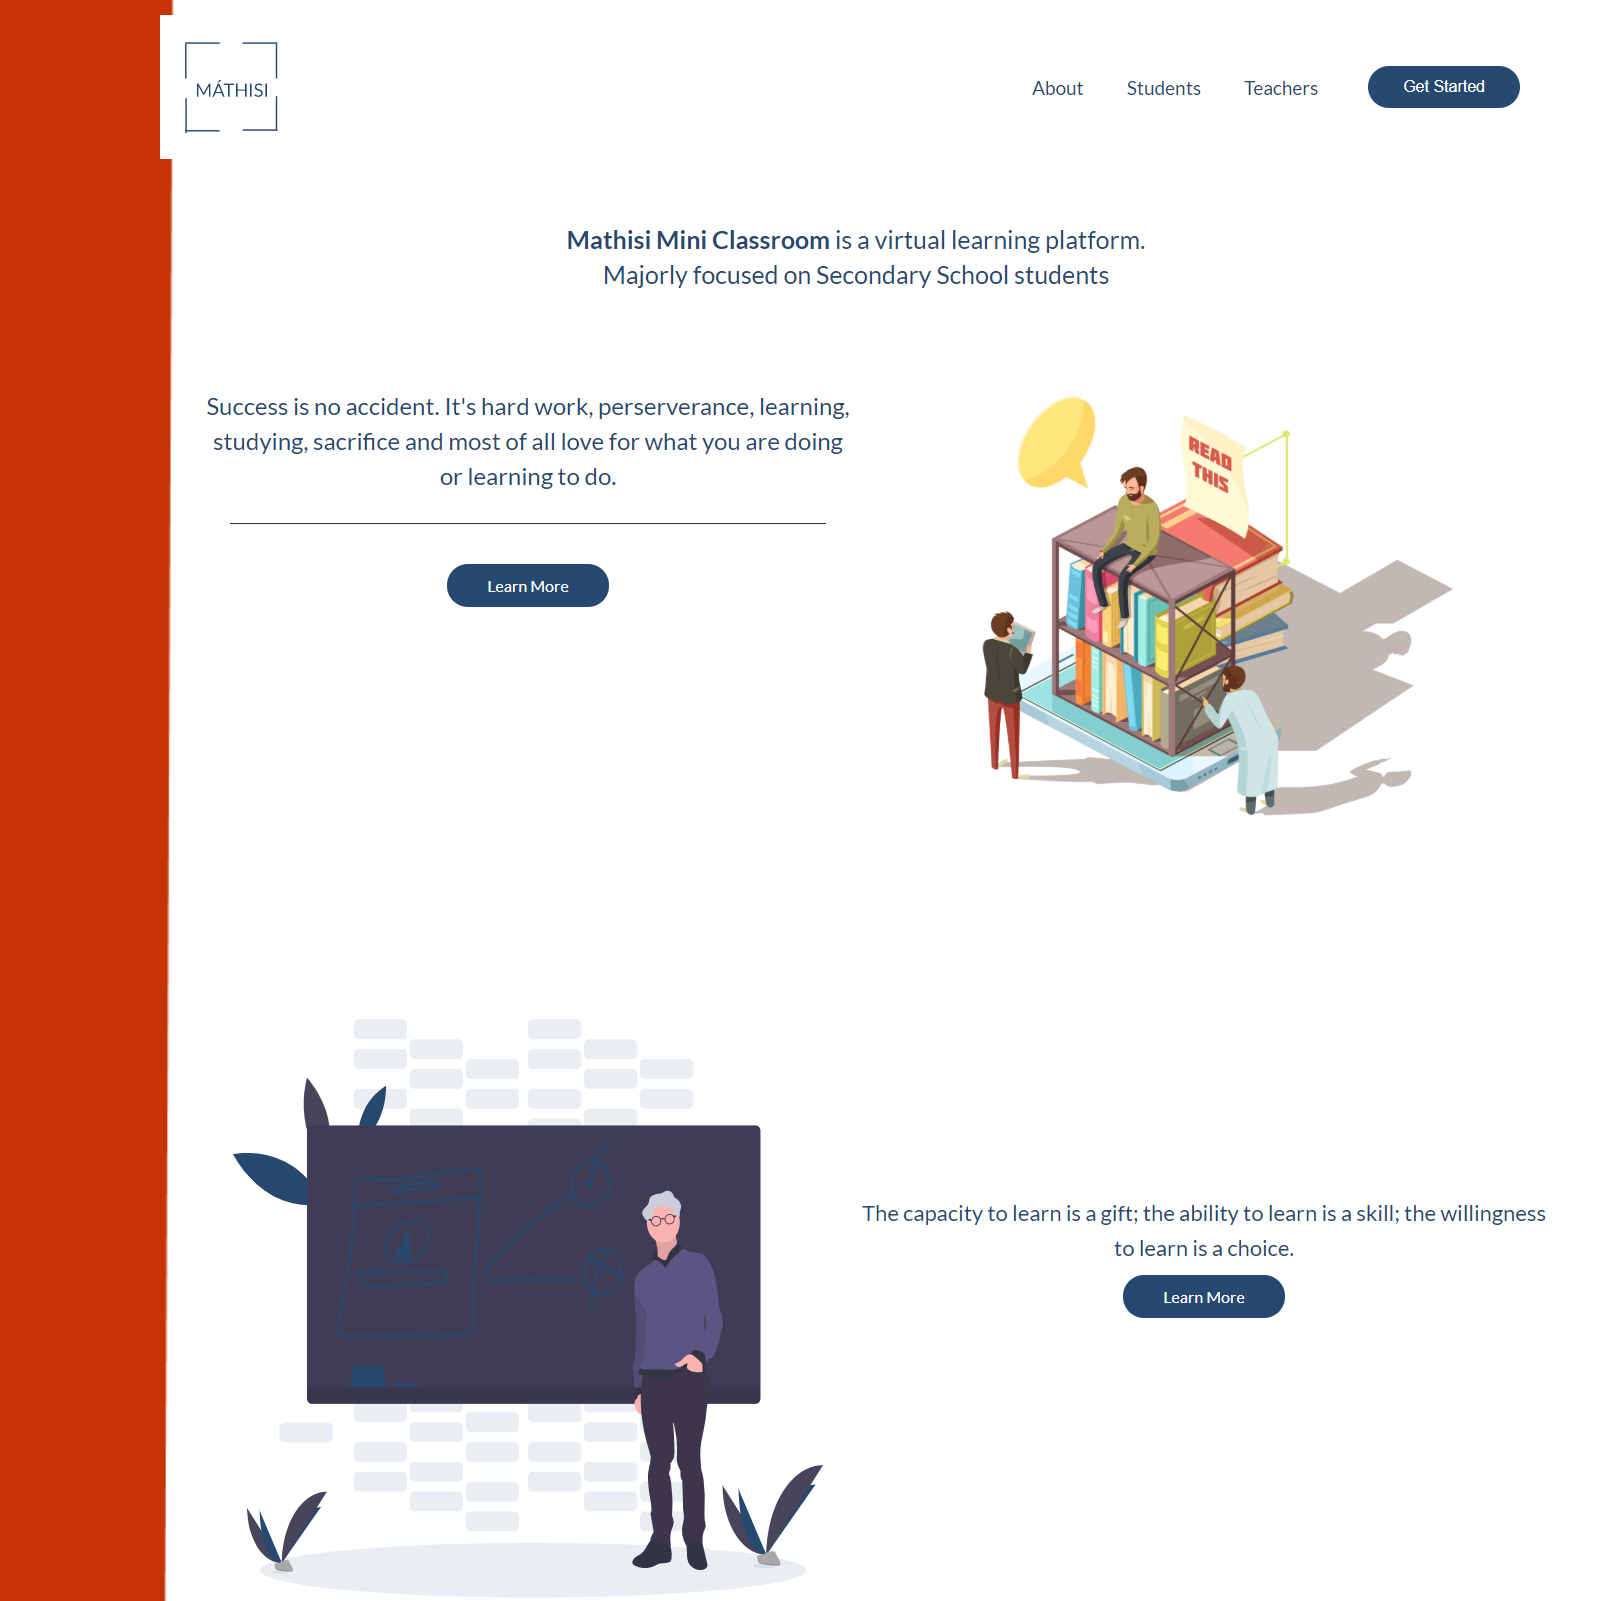 MÁTHISI
About
Students
Teachers
Get Started
Mathisi Mini Classroom is a virtual learning platform.
Majorly focused on Secondary School students
Success is no accident. It's hard work, perserverance, learning,
studying, sacrifice and most of all love for what you are doing
or learning to do.
Learn More
READ
THIS
The capacity to learn is a gift; the ability to learn is a skill; the willingness
to learn is a choice.
Learn More